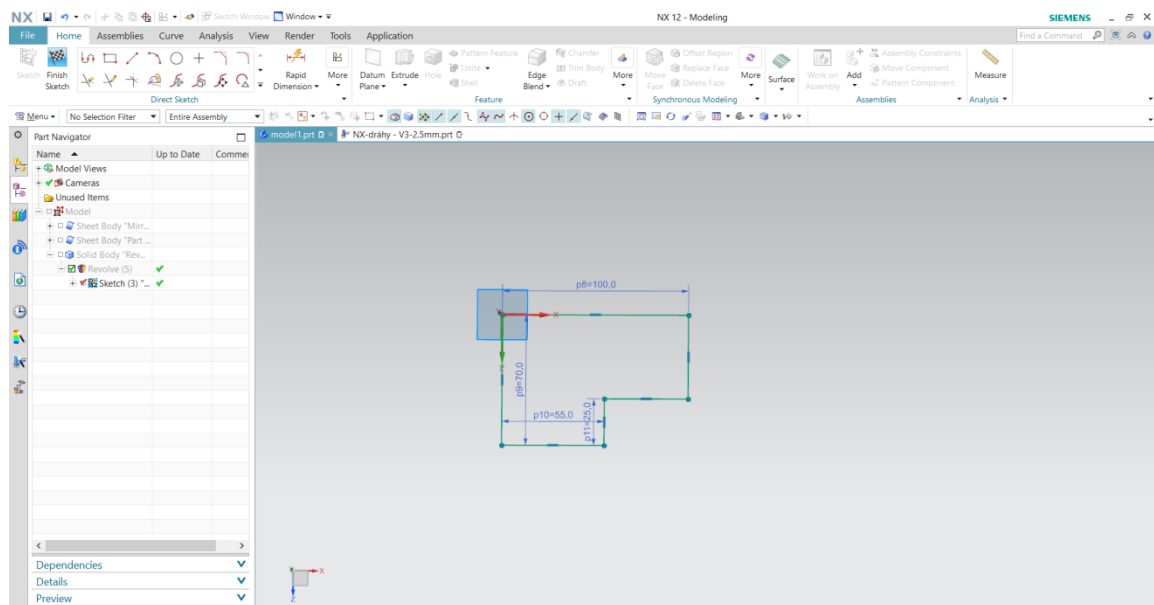 NX Switch Window Window NX 12 - Modeling SIEMENS
File Home Assemblies Curve Analysis View Render Tools Application Find a Command
Sketch Finish Sketch Rapid Dimension More Datum Plane Extrude Hole Pattern Feature Unite Shell Edge Blend Chamfer Trim Body Draft More Move Face Offset Region Replace Face Delete Face More Surface Work on Assembly Add Assembly Constraints Move Component Pattern Component Measure
Direct Sketch Feature Synchronous Modeling Assemblies Analysis
Menu No Selection Filter Entire Assembly
Part Navigator model1.prt NX-dráhy - V3-2.5mm.prt
Name Up to Date Comme
Model Views
Cameras
Unused Items
Model
Sheet Body "Mirr...
Sheet Body "Part ...
Solid Body "Rev...
Revolve (5)
Sketch (3) "...
p8=100,0
X
p9=70,0
p10=55,0
p11=25,0
Dependencies
Details
Preview
X
Z